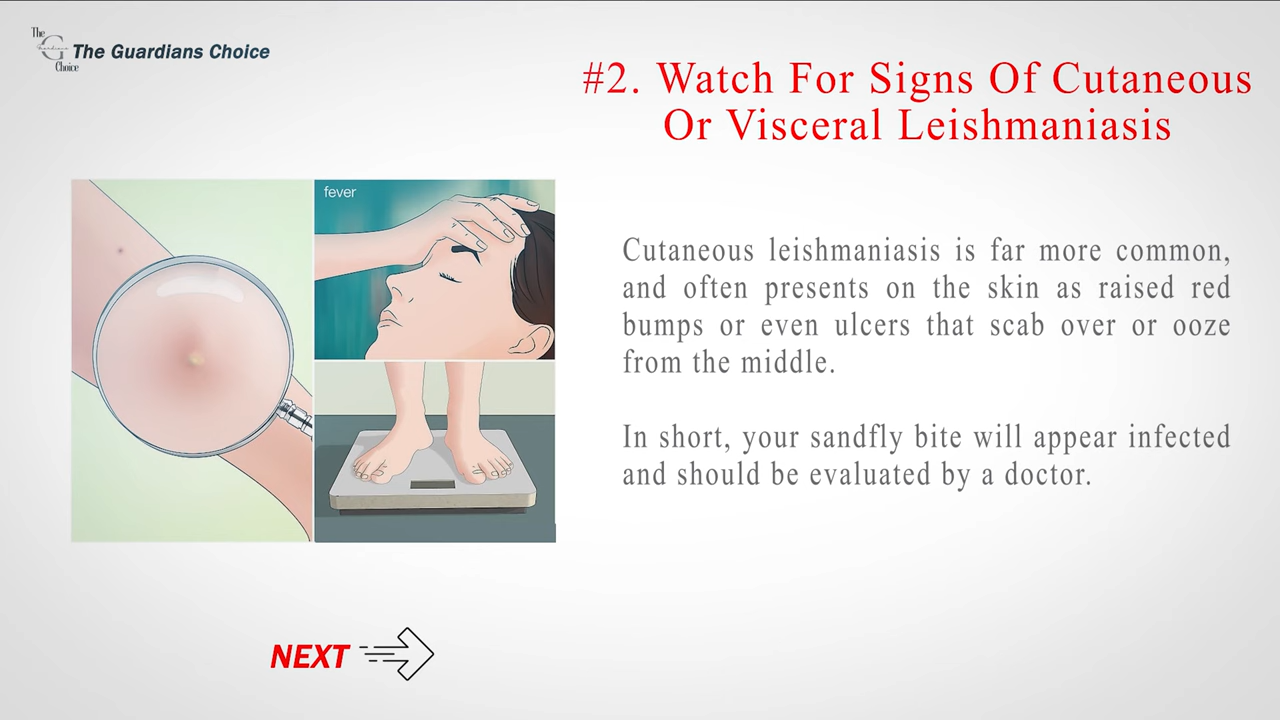 The
Guardians
Choice
The Guardians Choice
#2. Watch For Signs Of Cutaneous
Or Visceral Leishmaniasis
fever
Cutaneous leishmaniasis is far more common,
and often presents on the skin as raised red
bumps or even ulcers that scab over or ooze
from the middle.
In short, your sandfly bite will appear infected
and should be evaluated by a doctor.
NEXT